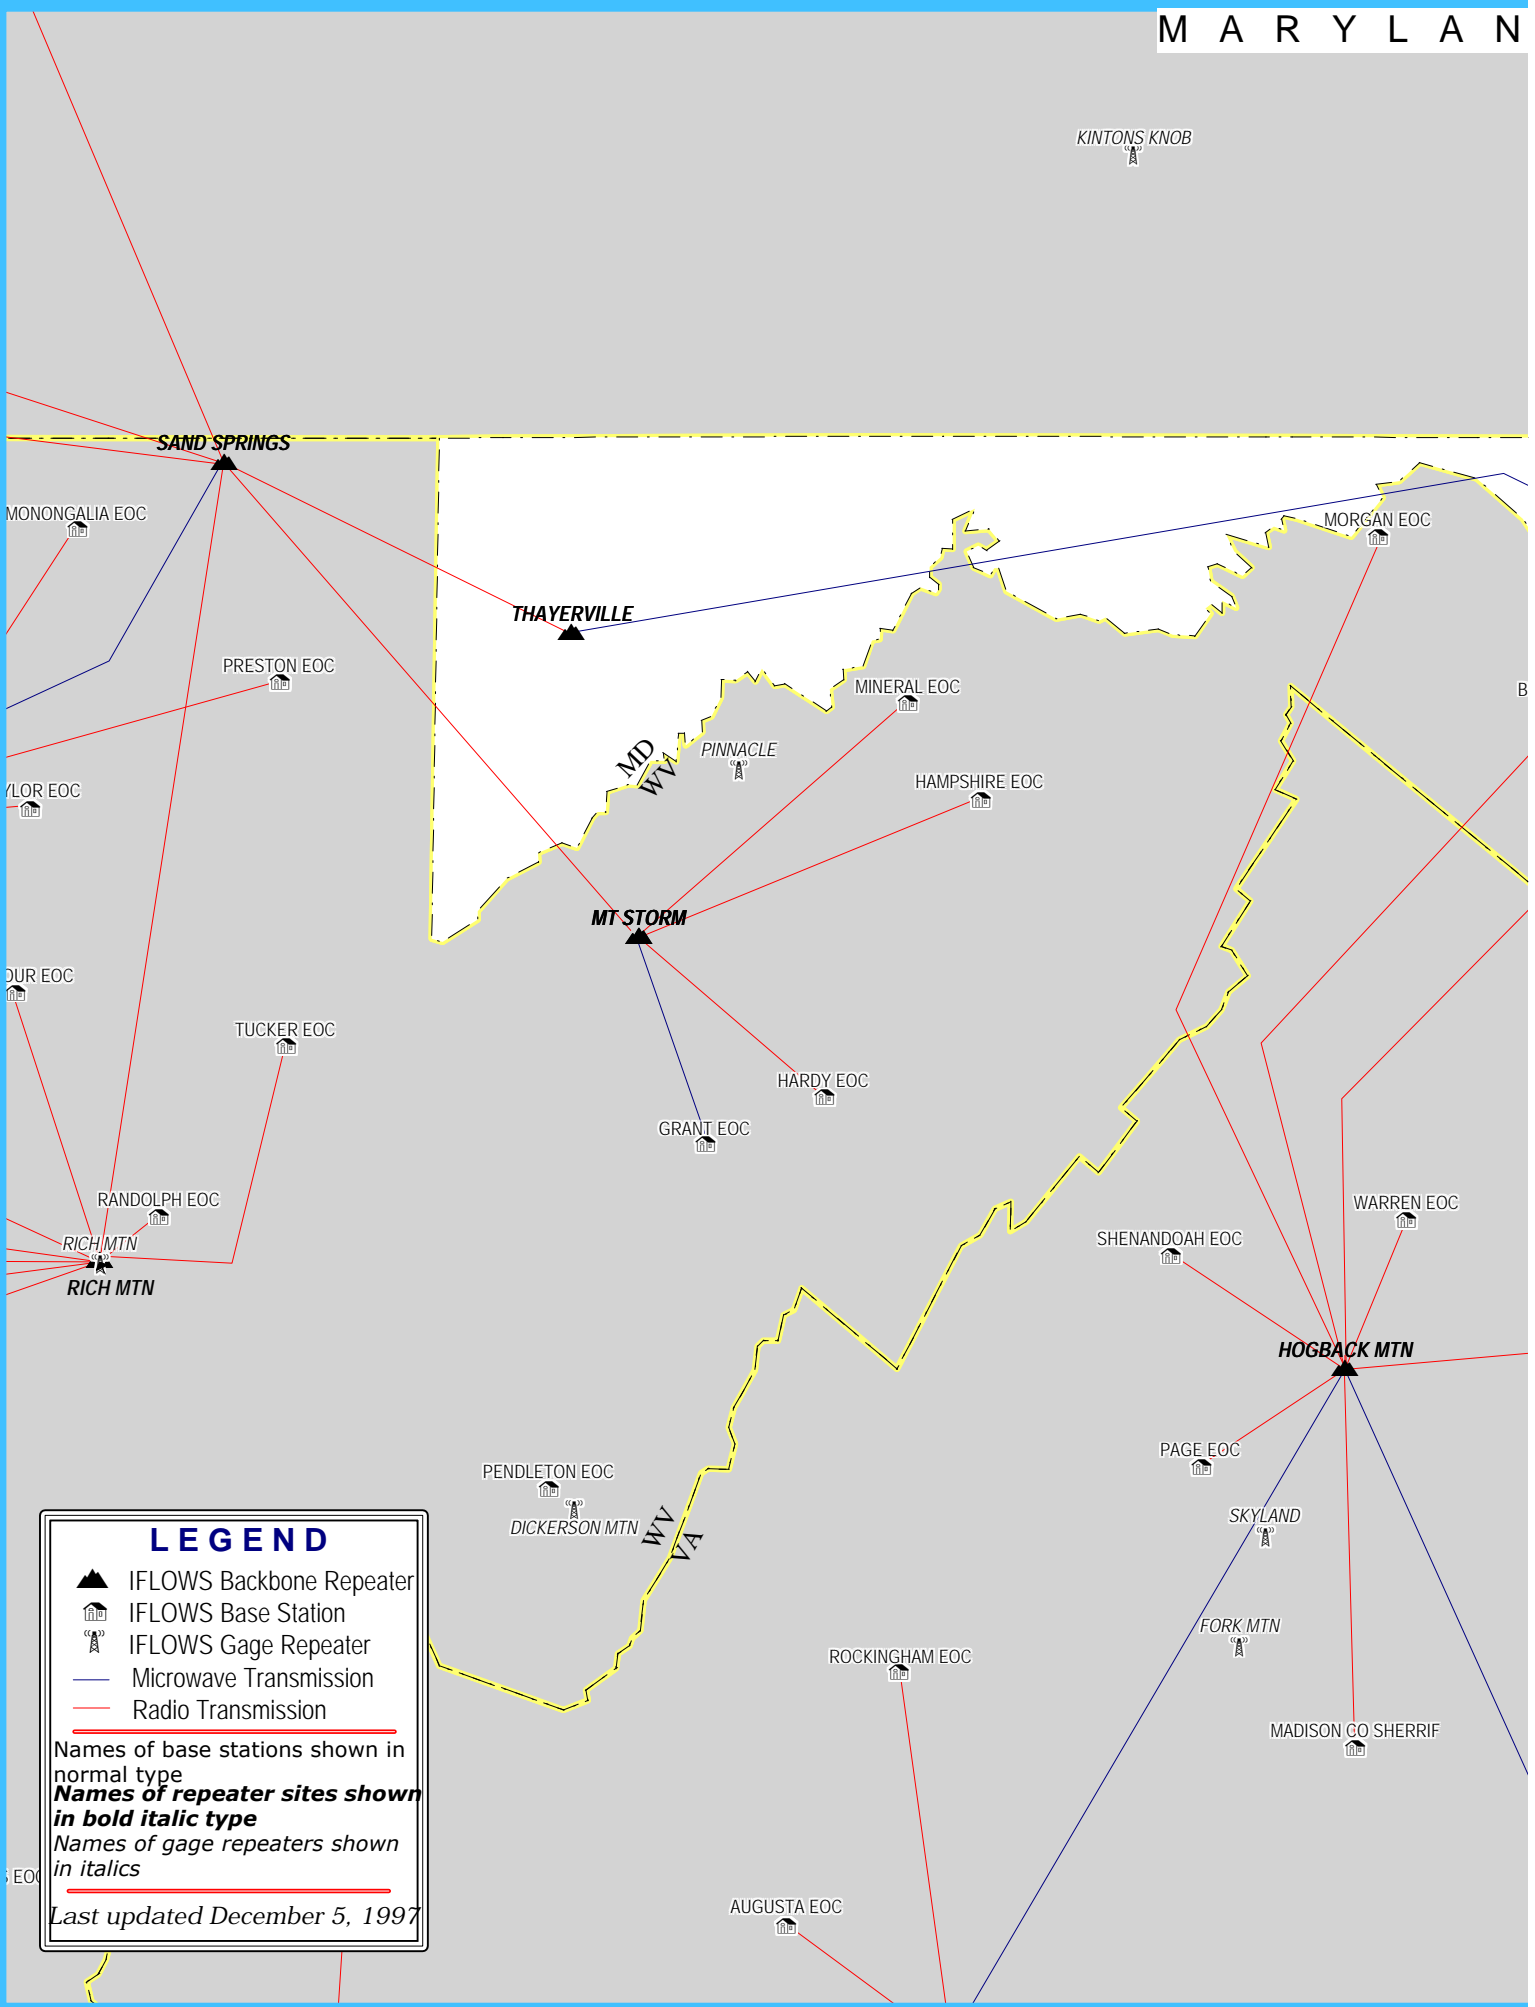 M A R Y L A N
KINTONS KNOB
SAND SPRINGS
MONONGALIA EOC
MORGAN EOC
THAYERVILLE
PRESTON EOC
MINERAL EOC
B
MD
WV
PINNACLE
YLOR EOC
HAMPSHIRE EOC
MT STORM
OUR EOC
TUCKER EOC
HARDY EOC
GRANT EOC
RANDOLPH EOC
WARREN EOC
RICH MTN
SHENANDOAH EOC
RICH MTN
HOGBACK MTN
PAGE EOC
PENDLETON EOC
DICKERSON MTN
WV
VA
SKYLAND
FORK MTN
ROCKINGHAM EOC
MADISON CO SHERRIF
AUGUSTA EOC
S EOC
LEGEND
IFLOWS Backbone Repeater
IFLOWS Base Station
IFLOWS Gage Repeater
Microwave Transmission
Radio Transmission
Names of base stations shown in
normal type
Names of repeater sites shown
in bold italic type
Names of gage repeaters shown
in italics
Last updated December 5, 1997